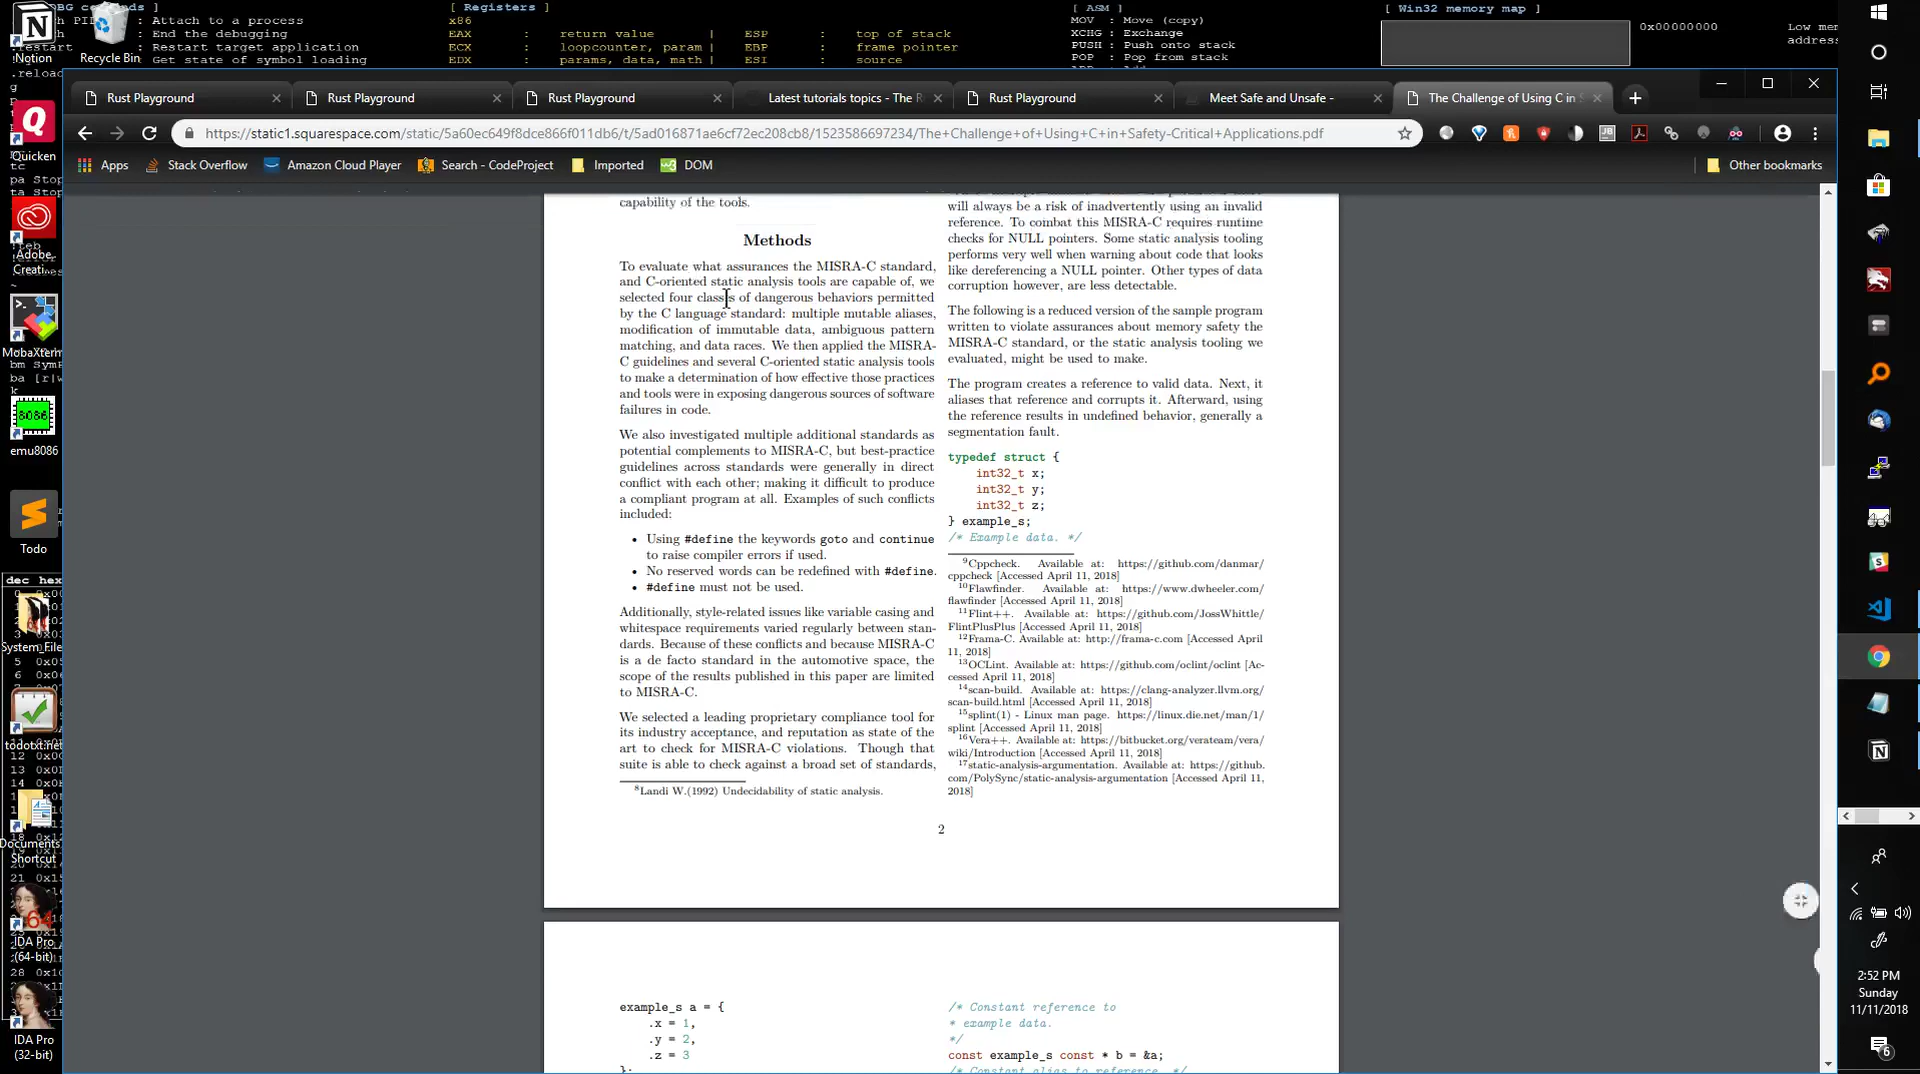 DBG commands ]
: Attach to a process
: End the debugging
.restart : Restart target application
: Get state of symbol loading
[ Registers ]
x86
EAX : return value | ESP : top of stack
ECX : loopcounter, param | EBP : frame pointer
EDX : params, data, math | ESI : source
[ ASM ]
MOV : Move (copy)
XCHG : Exchange
PUSH : Push onto stack
POP : Pop from stack
[ Win32 memory map ]
0x00000000
Low mem
address
Notion
Recycle Bin
.reload
g
Quicken
Adobe
Creati...
MobaXterm
8086
emu8086
Todo
dec hex
System_File
todotxt.net
Documents
Shortcut
64
IDA Pro
(64-bit)
IDA Pro
(32-bit)
Rust Playground
Rust Playground
Rust Playground
Latest tutorials topics - The R
Rust Playground
Meet Safe and Unsafe -
The Challenge of Using C in S
https://static1.squarespace.com/static/5a60ec649f8dce866f011db6/t/5ad016871ae6cf72ec208cb8/1523586697234/The+Challenge+of+Using+C+in+Safety-Critical+Applications.pdf
Apps Stack Overflow Amazon Cloud Player Search - CodeProject Imported DOM Other bookmarks
capability of the tools.
Methods
To evaluate what assurances the MISRA-C standard,
and C-oriented static analysis tools are capable of, we
selected four classes of dangerous behaviors permitted
by the C language standard: multiple mutable aliases,
modification of immutable data, ambiguous pattern
matching, and data races. We then applied the MISRA-
C guidelines and several C-oriented static analysis tools
to make a determination of how effective those practices
and tools were in exposing dangerous sources of software
failures in code.
We also investigated multiple additional standards as
potential complements to MISRA-C, but best-practice
guidelines across standards were generally in direct
conflict with each other; making it difficult to produce
a compliant program at all. Examples of such conflicts
included:
• Using #define the keywords goto and continue
to raise compiler errors if used.
• No reserved words can be redefined with #define.
• #define must not be used.
Additionally, style-related issues like variable casing and
whitespace requirements varied regularly between stan-
dards. Because of these conflicts and because MISRA-C
is a de facto standard in the automotive space, the
scope of the results published in this paper are limited
to MISRA-C.
We selected a leading proprietary compliance tool for
its industry acceptance, and reputation as state of the
art to check for MISRA-C violations. Though that
suite is able to check against a broad set of standards,
8Landi W.(1992) Undecidability of static analysis.
will always be a risk of inadvertently using an invalid
reference. To combat this MISRA-C requires runtime
checks for NULL pointers. Some static analysis tooling
performs very well when warning about code that looks
like dereferencing a NULL pointer. Other types of data
corruption however, are less detectable.
The following is a reduced version of the sample program
written to violate assurances about memory safety the
MISRA-C standard, or the static analysis tooling we
evaluated, might be used to make.
The program creates a reference to valid data. Next, it
aliases that reference and corrupts it. Afterward, using
the reference results in undefined behavior, generally a
segmentation fault.
typedef struct {
int32_t x;
int32_t y;
int32_t z;
} example_s;
/* Example data. */
9Cppcheck. Available at: https://github.com/danmar/
cppcheck [Accessed April 11, 2018]
10Flawfinder. Available at: https://www.dwheeler.com/
flawfinder [Accessed April 11, 2018]
11Flint++. Available at: https://github.com/JossWhittle/
FlintPlusPlus [Accessed April 11, 2018]
12Frama-C. Available at: http://frama-c.com [Accessed April
11, 2018]
13OCLint. Available at: https://github.com/oclint/oclint [Ac-
cessed April 11, 2018]
14scan-build. Available at: https://clang-analyzer.llvm.org/
scan-build.html [Accessed April 11, 2018]
15splint(1) - Linux man page. https://linux.die.net/man/1/
splint [Accessed April 11, 2018]
16Vera++. Available at: https://bitbucket.org/verateam/vera/
wiki/Introduction [Accessed April 11, 2018]
17static-analysis-argumentation. Available at: https://github.
com/PolySync/static-analysis-argumentation [Accessed April 11,
2018]
2
example_s a = {
.x = 1,
.y = 2,
.z = 3
};
/* Constant reference to
* example data.
*/
const example_s const * b = &a;
/* Constant alias to reference. */
2:52 PM
Sunday
11/11/2018
6